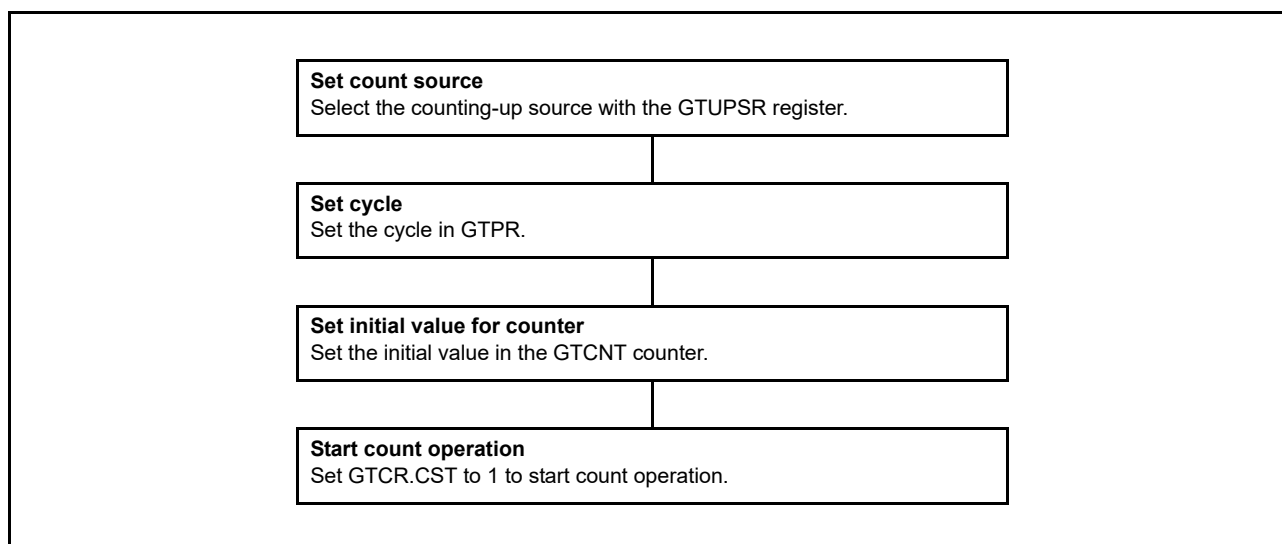 Set count source
Select the counting-up source with the GTUPSR register.
Set cycle
Set the cycle in GTPR.
Set initial value for counter
Set the initial value in the GTCNT counter.
Start count operation
Set GTCR.CST to 1 to start count operation.